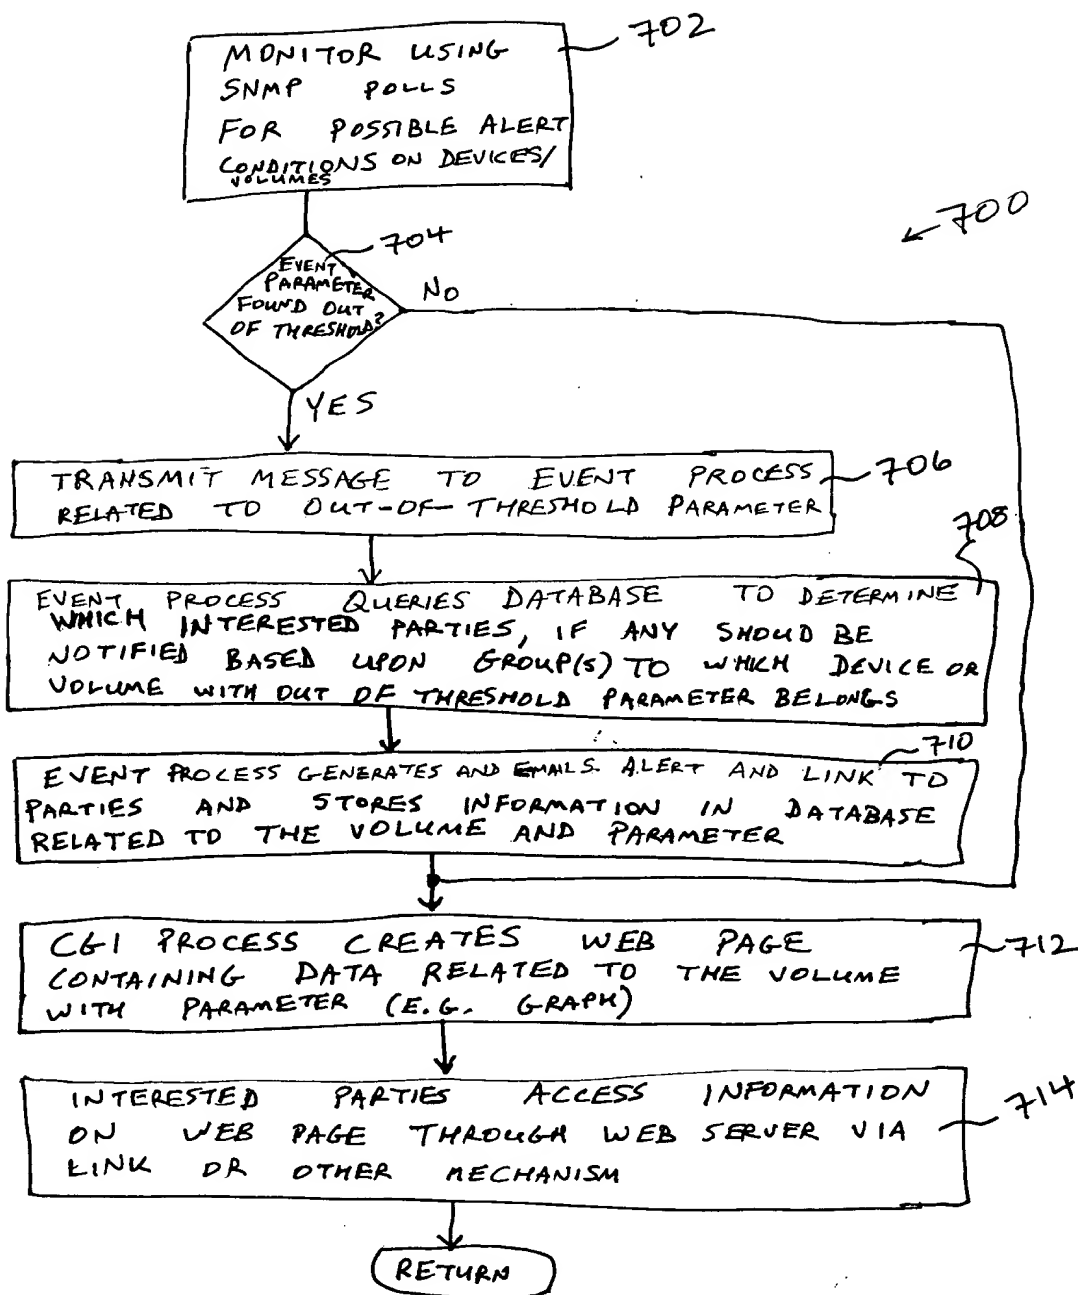 702
MONITOR USING
SNMP POLLS
FOR POSSIBLE ALERT
CONDITIONS ON DEVICES/
VOLUMES
700
704
EVENT
PARAMETER
FOUND OUT
OF THRESHOLD?
NO
YES
TRANSMIT MESSAGE TO EVENT PROCESS
RELATED TO OUT-OF-THRESHOLD PARAMETER
706
708
EVENT PROCESS QUERIES DATABASE TO DETERMINE
WHICH INTERESTED PARTIES, IF ANY SHOULD BE
NOTIFIED BASED UPON GROUP(S) TO WHICH DEVICE OR
VOLUME WITH OUT OF THRESHOLD PARAMETER BELONGS
710
EVENT PROCESS GENERATES AND EMAILS ALERT AND LINK TO
PARTIES AND STORES INFORMATION IN DATABASE
RELATED TO THE VOLUME AND PARAMETER
CGI PROCESS CREATES WEB PAGE
CONTAINING DATA RELATED TO THE VOLUME
WITH PARAMETER (E.G. GRAPH)
712
INTERESTED PARTIES ACCESS INFORMATION
ON WEB PAGE THROUGH WEB SERVER VIA
LINK OR OTHER MECHANISM
714
RETURN